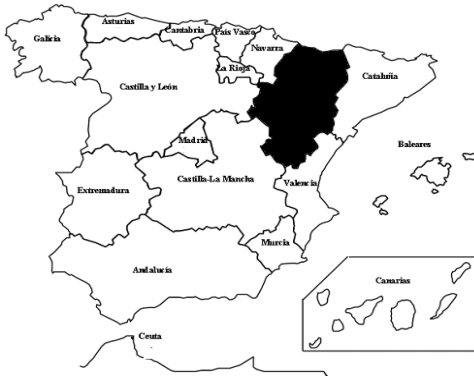 Asturias
Cantabria
País Vasco
Galicia
Navarra
La Rioja
Cataluña
Castilla y León
Madrid
Baleares
Castilla-La Mancha
Valencia
Extremadura
Murcia
Andalucía
Canarias
Ceuta